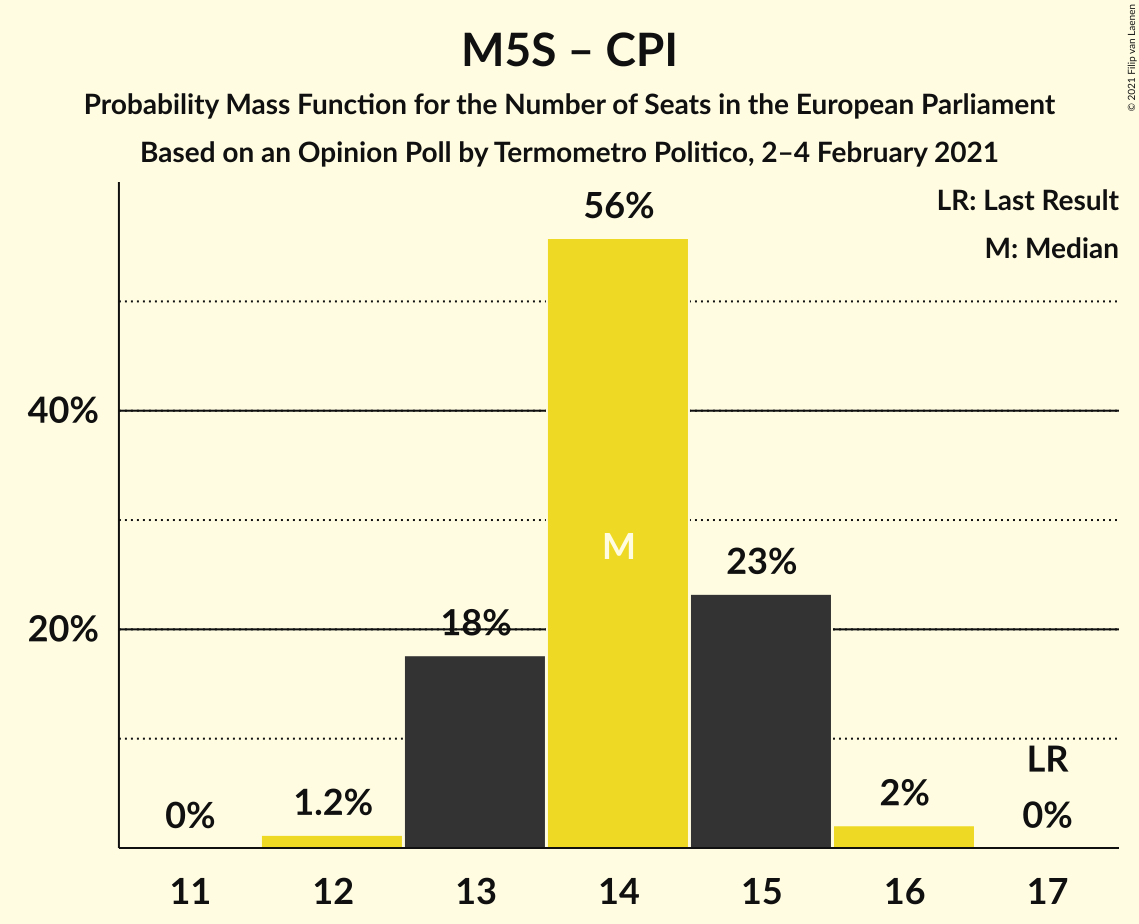 M5S – CPI
Probability Mass Function for the Number of Seats in the European Parliament
Based on an Opinion Poll by Termometro Politico, 2–4 February 2021
© 2021 Filip van Laenen
LR: Last Result
M: Median
56%
40%
M
23%
20%
18%
LR
1.2%
2%
0%
0%
11 12 13 14 15 16 17